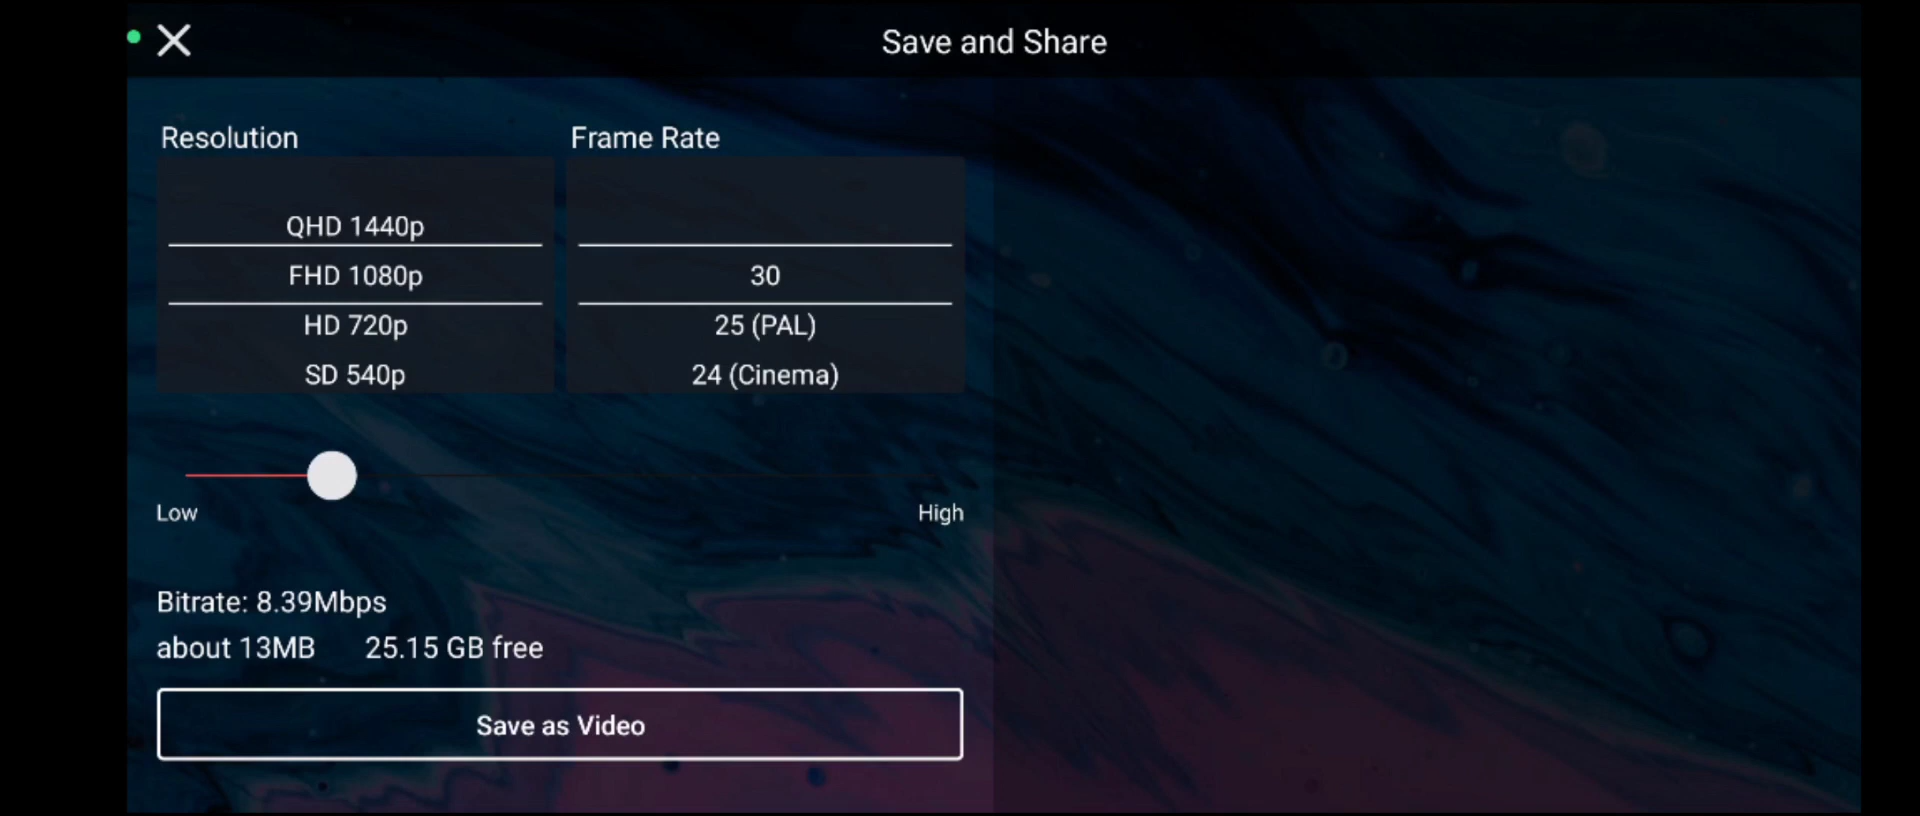 Save and Share
Resolution
Frame Rate
QHD 1440p
FHD 1080p
HD 720p
SD 540p
30
25 (PAL)
24 (Cinema)
Low
High
Bitrate: 8.39Mbps
about 13MB 25.15 GB free
Save as Video